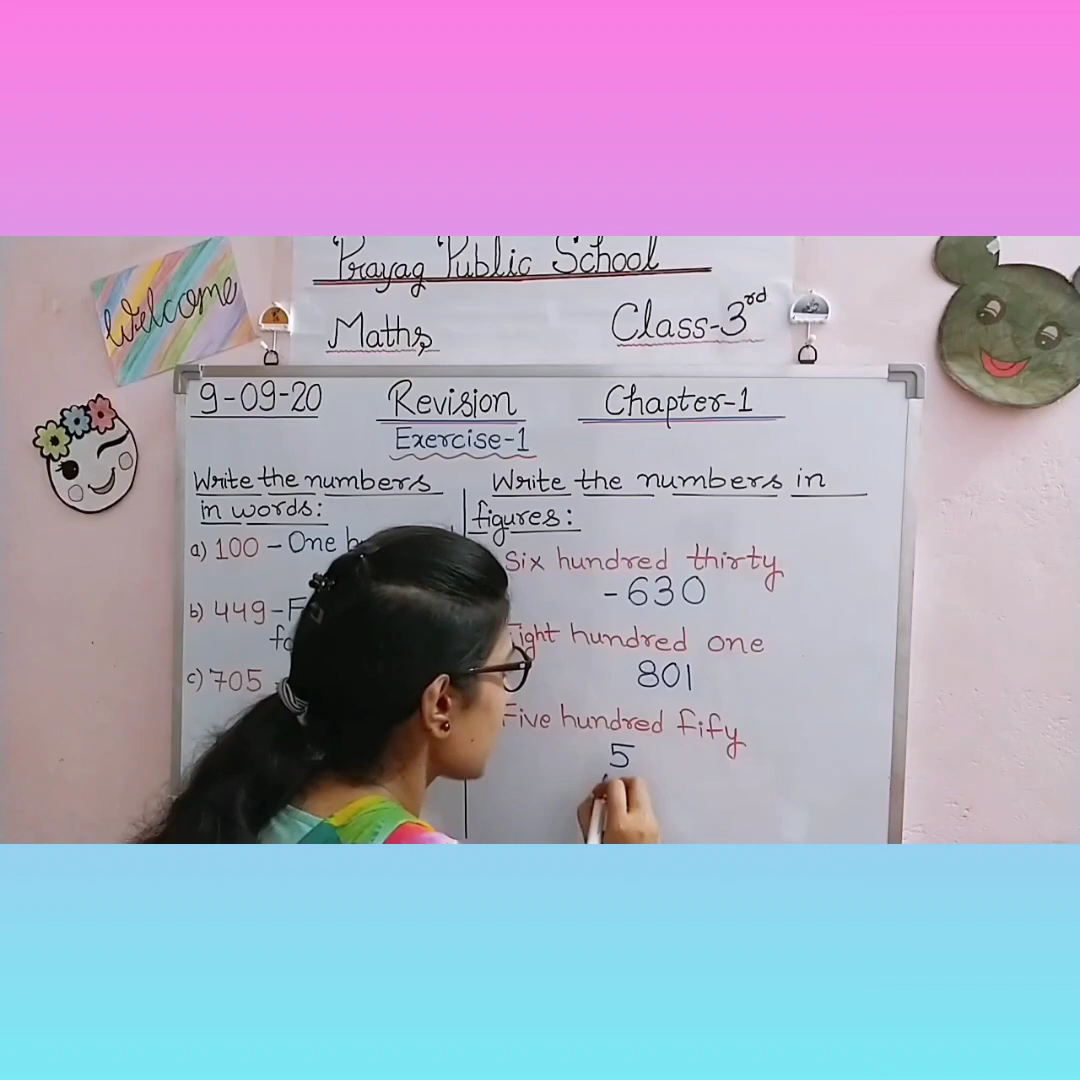 Welcome
Prayag Public School
Maths
Class-3rd
9-09-20
Revision
Chapter-1
Exercise-1
Write the numbers
in words:
a) 100 - One
b) 449 -
c) 705
Write the numbers in
figures:
Six hundred thirty
- 630
hundred one
801
Five hundred fify
5